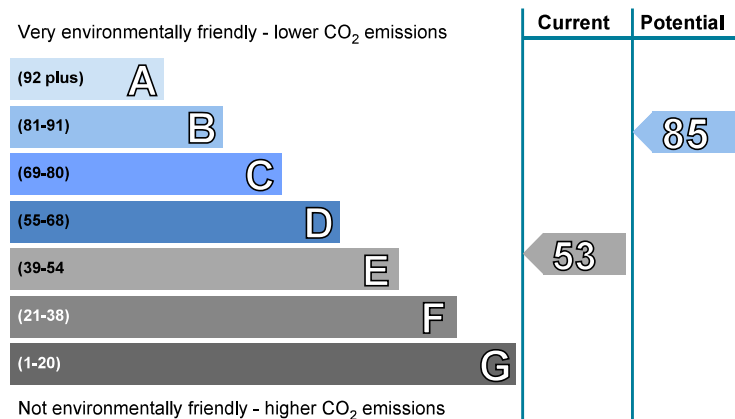 Current Potential
Very environmentally friendly - lower CO₂ emissions
(92 plus) A
(81-91) B
85
(69-80) C
(55-68) D
(39-54 E
53
(21-38) F
(1-20) G
Not environmentally friendly - higher CO₂ emissions